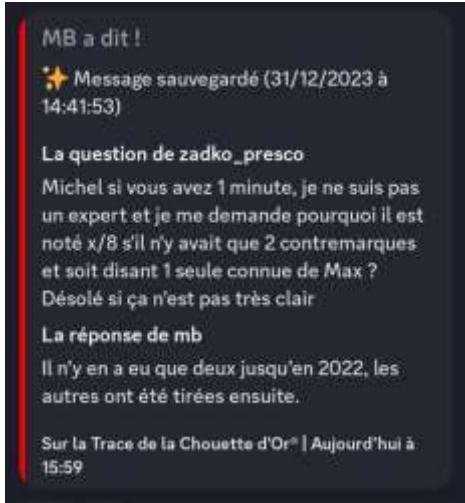 MB a dit !
✨ Message sauvegardé (31/12/2023 à
14:41:53)
La question de zadko_presco
Michel si vous avez 1 minute, je ne suis pas
un expert et je me demande pourquoi il est
noté x/8 s'il n'y avait que 2 contremarques
et soit disant 1 seule connue de Max ?
Désolé si ça n'est pas très clair
La réponse de mb
Il n'y en a eu que deux jusqu'en 2022, les
autres ont été tirées ensuite.
Sur la Trace de la Chouette d'Or® | Aujourd'hui à
15:59